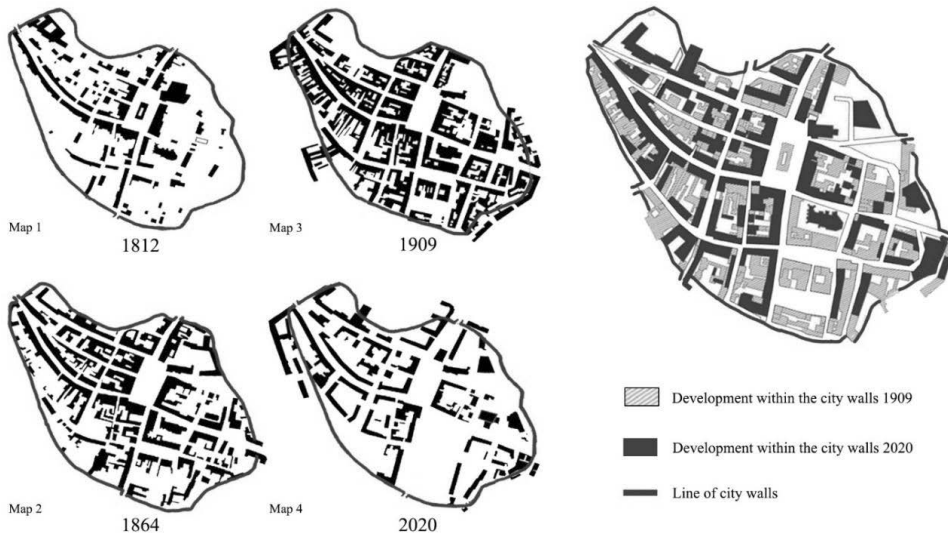 Map 1
1812
Map 3
1909
Map 2
1864
Map 4
2020
Development within the city walls 1909
Development within the city walls 2020
Line of city walls